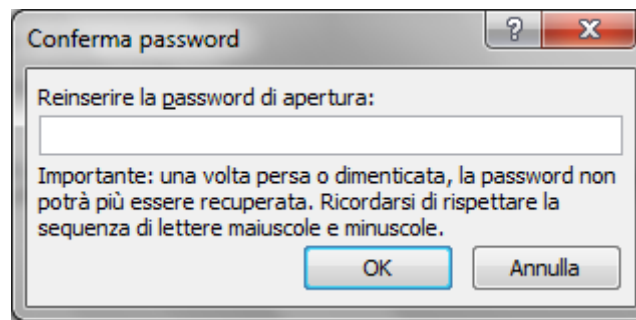 Conferma password
Reinserire la password di apertura:
Importante: una volta persa o dimenticata, la password non
potrà più essere recuperata. Ricordarsi di rispettare la
sequenza di lettere maiuscole e minuscole.
OK Annulla